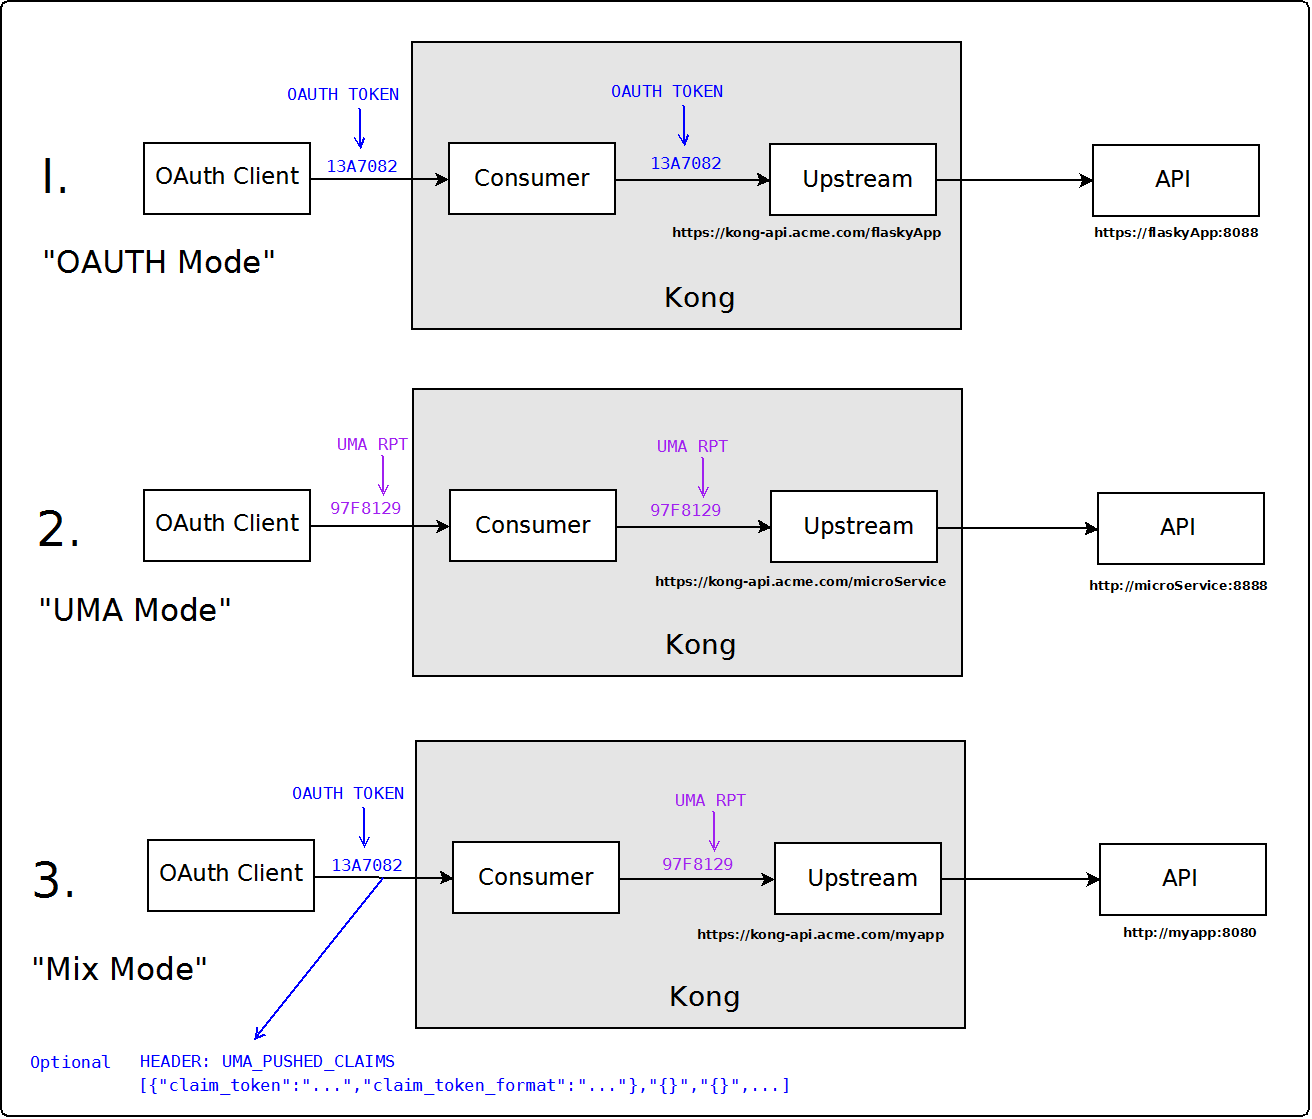 OAUTH TOKEN
OAUTH TOKEN
13A7082
13A7082
I.
OAuth Client
Consumer
Upstream
API
https://kong-api.acme.com/flaskyApp
https://flaskyApp:8088
"OAUTH Mode"
Kong
UMA RPT
UMA RPT
97F8129
97F8129
2.
OAuth Client
Consumer
Upstream
API
https://kong-api.acme.com/microService
http://microService:8888
"UMA Mode"
Kong
OAUTH TOKEN
UMA RPT
13A7082
97F8129
3.
OAuth Client
Consumer
Upstream
API
https://kong-api.acme.com/myapp
http://myapp:8080
"Mix Mode"
Kong
Optional HEADER: UMA_PUSHED_CLAIMS
[{"claim_token":"...","claim_token_format":"..."},"{}","{}",...]